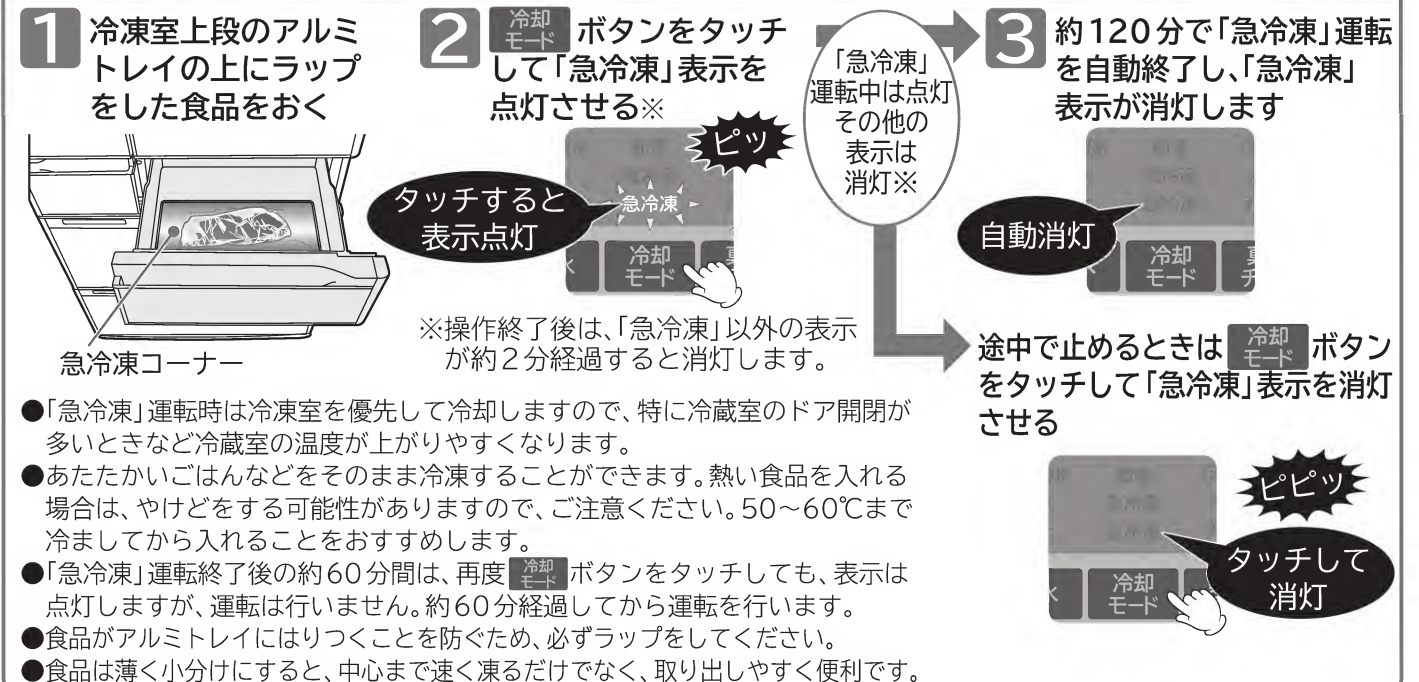 1 冷凍室上段のアルミ
トレイの上にラップ
をした食品をおく
急冷凍コーナー
2 冷却モード ボタンをタッチ
して「急冷凍」表示を
点灯させる※
ピッ
タッチすると
表示点灯
急冷凍
冷却
モード
※操作終了後は、「急冷凍」以外の表示
が約2分経過すると消灯します。
「急冷凍」
運転中は点灯
その他の
表示は
消灯※
3 約120分で「急冷凍」運転
を自動終了し、「急冷凍」
表示が消灯します
自動消灯
冷却
モード
途中で止めるときは 冷却モード ボタン
をタッチして「急冷凍」表示を消灯
させる
ピピッ
タッチして
消灯
冷却
モード
●「急冷凍」運転時は冷凍室を優先して冷却しますので、特に冷蔵室のドア開閉が
多いときなど冷蔵室の温度が上がりやすくなります。
●あたたかいごはんなどをそのまま冷凍することができます。熱い食品を入れる
場合は、やけどをする可能性がありますので、ご注意ください。50～60℃まで
冷ましてから入れることをおすすめします。
●「急冷凍」運転終了後の約60分間は、再度 冷却モード ボタンをタッチしても、表示は
点灯しますが、運転は行いません。約60分経過してから運転を行います。
●食品がアルミトレイにはりつくことを防ぐため、必ずラップをしてください。
●食品は薄く小分けにすると、中心まで速く凍るだけでなく、取り出しやすく便利です。